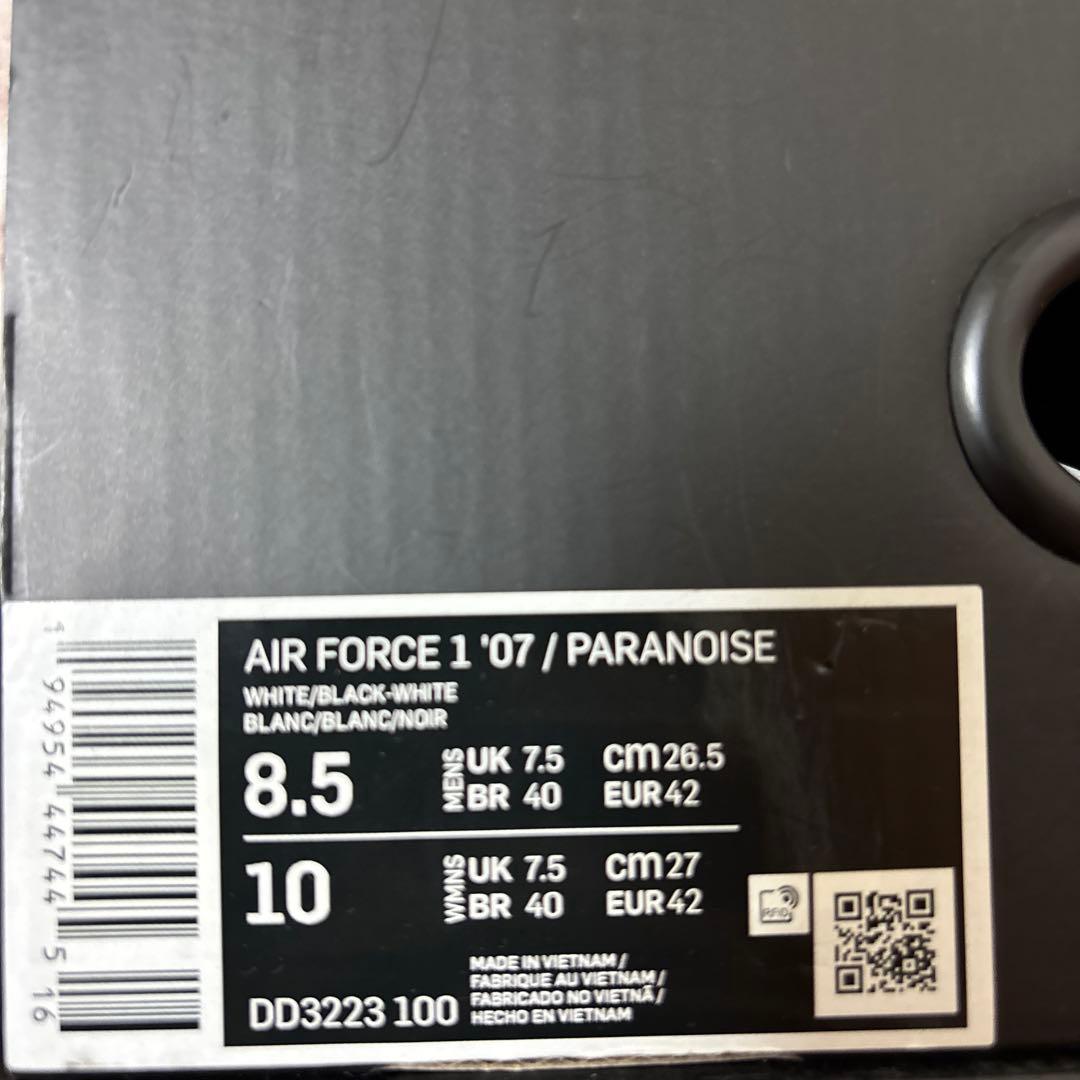 AIR FORCE 1 '07 / PARANOISE
WHITE/BLACK-WHITE
BLANC/BLANC/NOIR
8.5 MENS UK 7.5 cm 26.5
BR 40 EUR 42
10 WMNS UK 7.5 cm 27
BR 40 EUR 42
RFID
MADE IN VIETNAM /
FABRIQUE AU VIETNAM /
FABRICADO NO VIETNÃ /
HECHO EN VIETNAM
DD3223 100
1 94954 44744 5 16